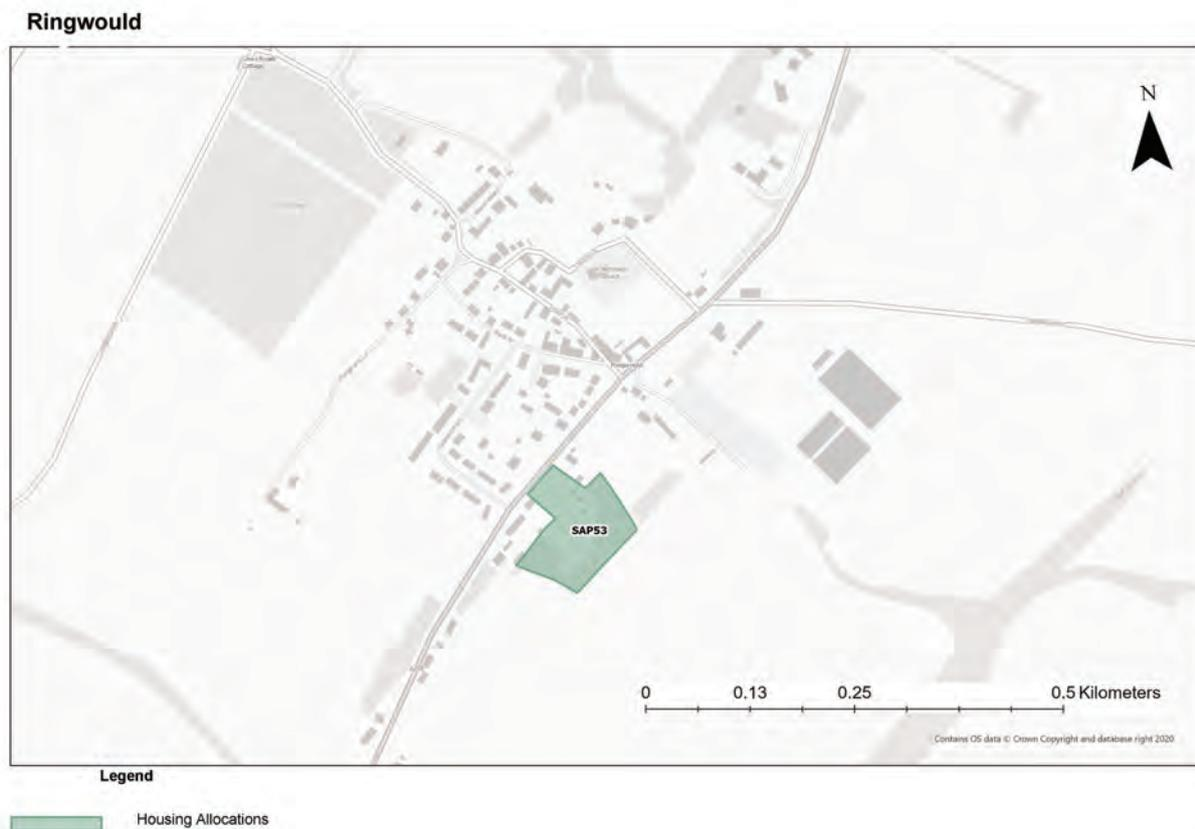 Ringwould
Cottage
N
SAP53
0 0.13 0.25 0.5 Kilometers
Contains OS data © Crown Copyright and database right 2020
Legend
Housing Allocations